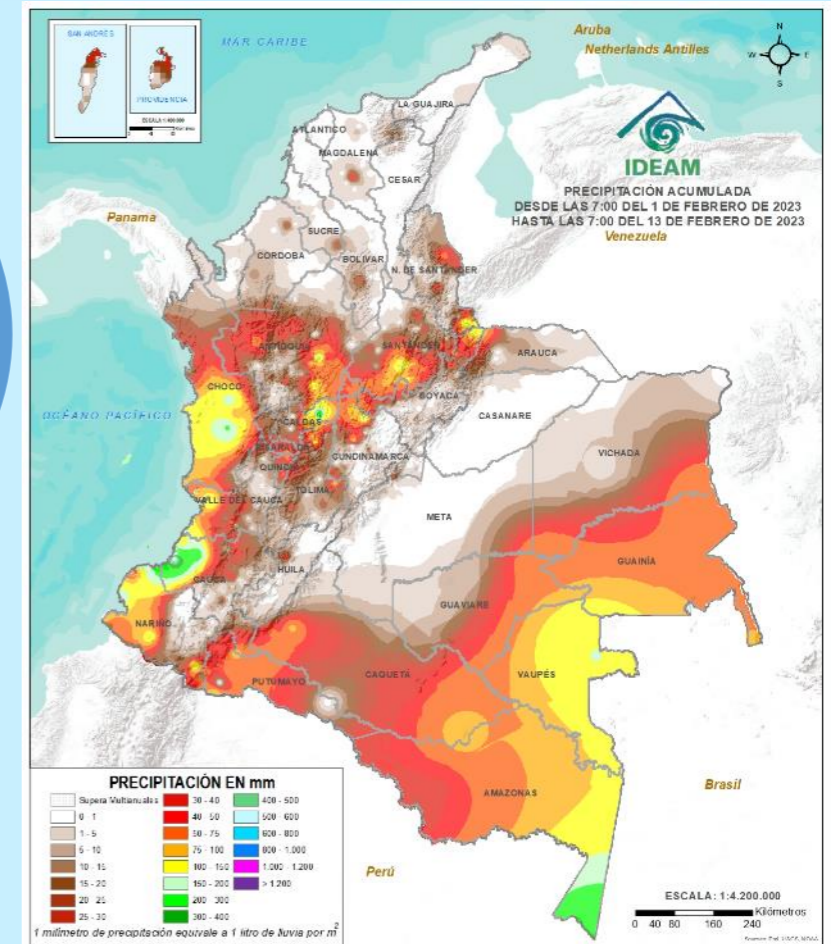 SAN ANDRÉS
PROVIDENCIA
MAR CARIBE
Aruba
Netherlands Antilles
N
W
E
S
LA GUAJIRA
ATLANTICO
MAGDALENA
CESAR
IDEAM
PRECIPITACIÓN ACUMULADA
DESDE LAS 7:00 DEL 1 DE FEBRERO DE 2023
HASTA LAS 7:00 DEL 13 DE FEBRERO DE 2023
Panama
Venezuela
SUCRE
CORDOBA
BOLIVAR
N. DE SANTANDER
SANTANDER
ARAUCA
CHOCO
BOYACA
OCÉANO PACÍFICO
CASANARE
CALDAS
VICHADA
CUNDINAMARCA
TOLIMA
VALLE DEL CAUCA
META
GUAINÍA
HUILA
CAUCA
GUAVIARE
NARIÑO
CAQUETÁ
VAUPÉS
PUTUMAYO
AMAZONAS
Brasil
Perú
PRECIPITACIÓN EN mm
Supera Multianuales 30 - 40 400 - 500
0 - 1 40 - 50 500 - 600
1 - 5 50 - 75 600 - 800
5 - 10 75 - 100 800 - 1.000
10 - 15 100 - 150 1.000 - 1.200
15 - 20 150 - 200 > 1.200
20 - 25 200 - 300
25 - 30 300 - 400
1 milímetro de precipitación equivale a 1 litro de lluvia por m²
ESCALA: 1:4.200.000
Kilómetros
0 40 80 160 240